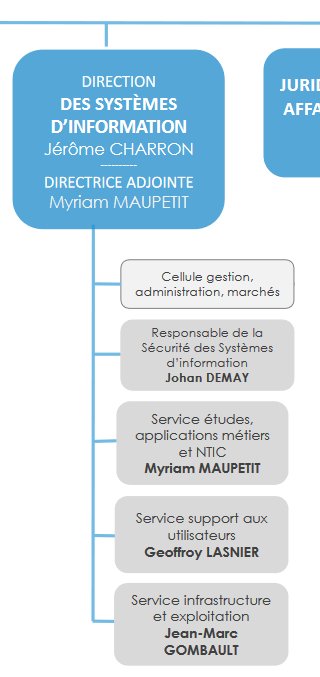 DIRECTION
DES SYSTÈMES
D'INFORMATION
Jérôme CHARRON
----------
DIRECTRICE ADJOINTE
Myriam MAUPETIT
Cellule gestion,
administration, marchés
Responsable de la
Sécurité des Systèmes
d'information
Johan DEMAY
Service études,
applications métiers
et NTIC
Myriam MAUPETIT
Service support aux
utilisateurs
Geoffroy LASNIER
Service infrastructure
et exploitation
Jean-Marc
GOMBAULT